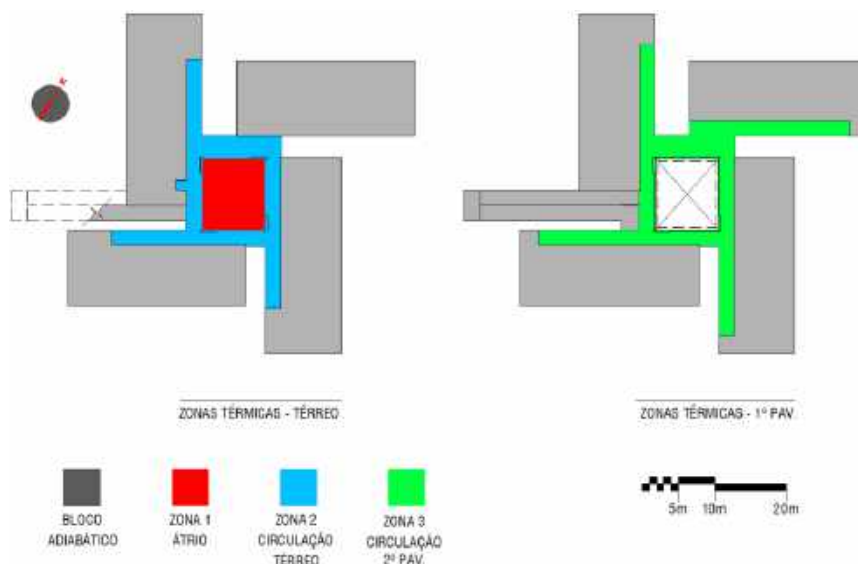 ZONAS TÉRMICAS - TÉRREO
ZONAS TÉRMICAS - 1º PAV
BLOCO
ADIABÁTICO
ZONA 1
ÁTRIO
ZONA 2
CIRCULAÇÃO
TÉRREO
ZONA 3
CIRCULAÇÃO
2º PAV.
5m 10m 20m